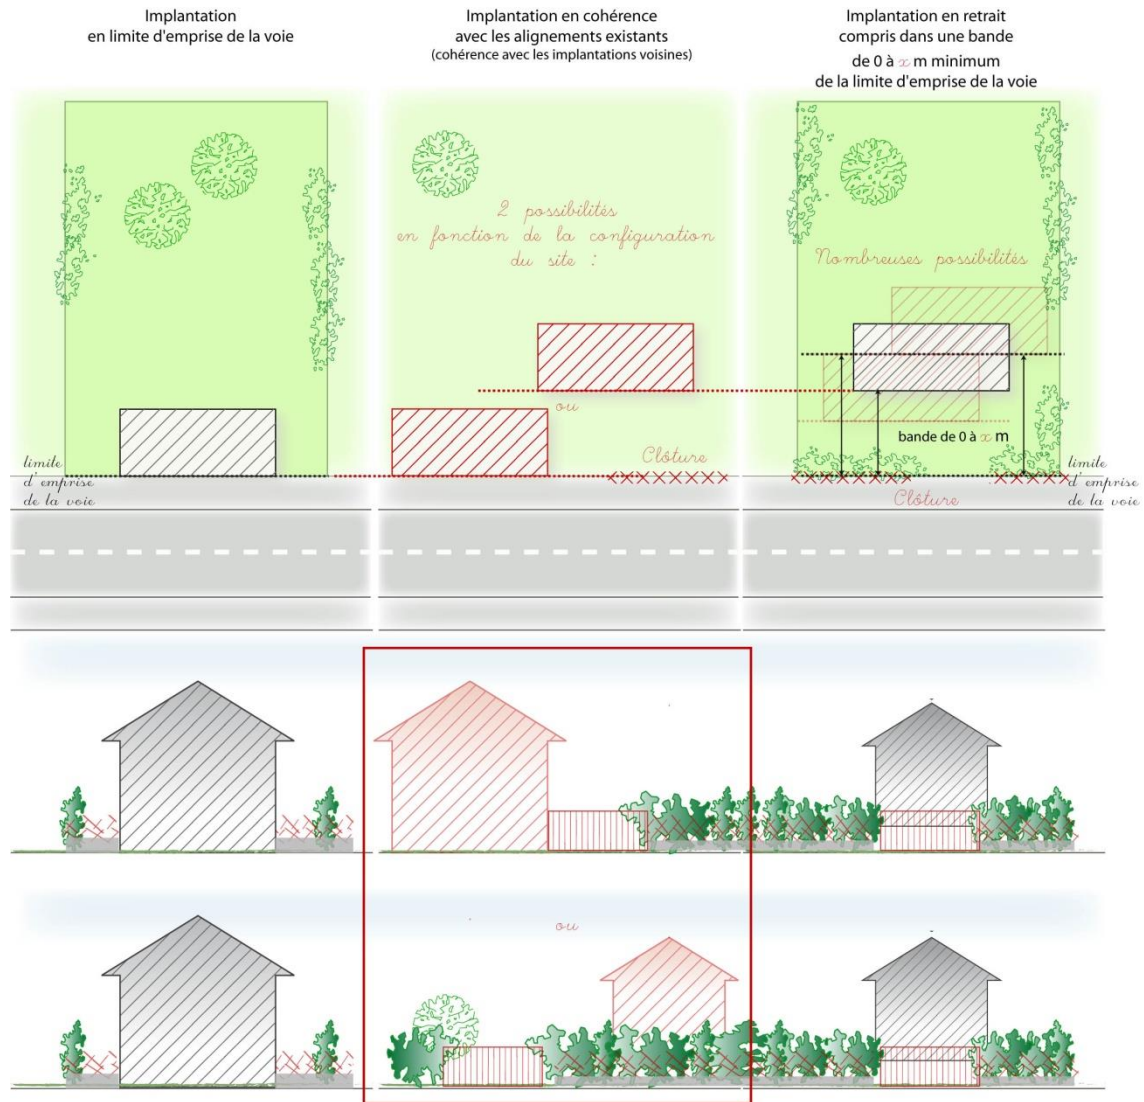 Implantation
en limite d'emprise de la voie
Implantation en cohérence
avec les alignements existants
(cohérence avec les implantations voisines)
Implantation en retrait
compris dans une bande
de 0 à x m minimum
de la limite d'emprise de la voie
2 possibilités
en fonction de la configuration
du site :
Nombreuses possibilités
ou
bande de 0 à x m
Clôture
limite
d'emprise
de la voie
limite
d'emprise
de la voie
Clôture
ou